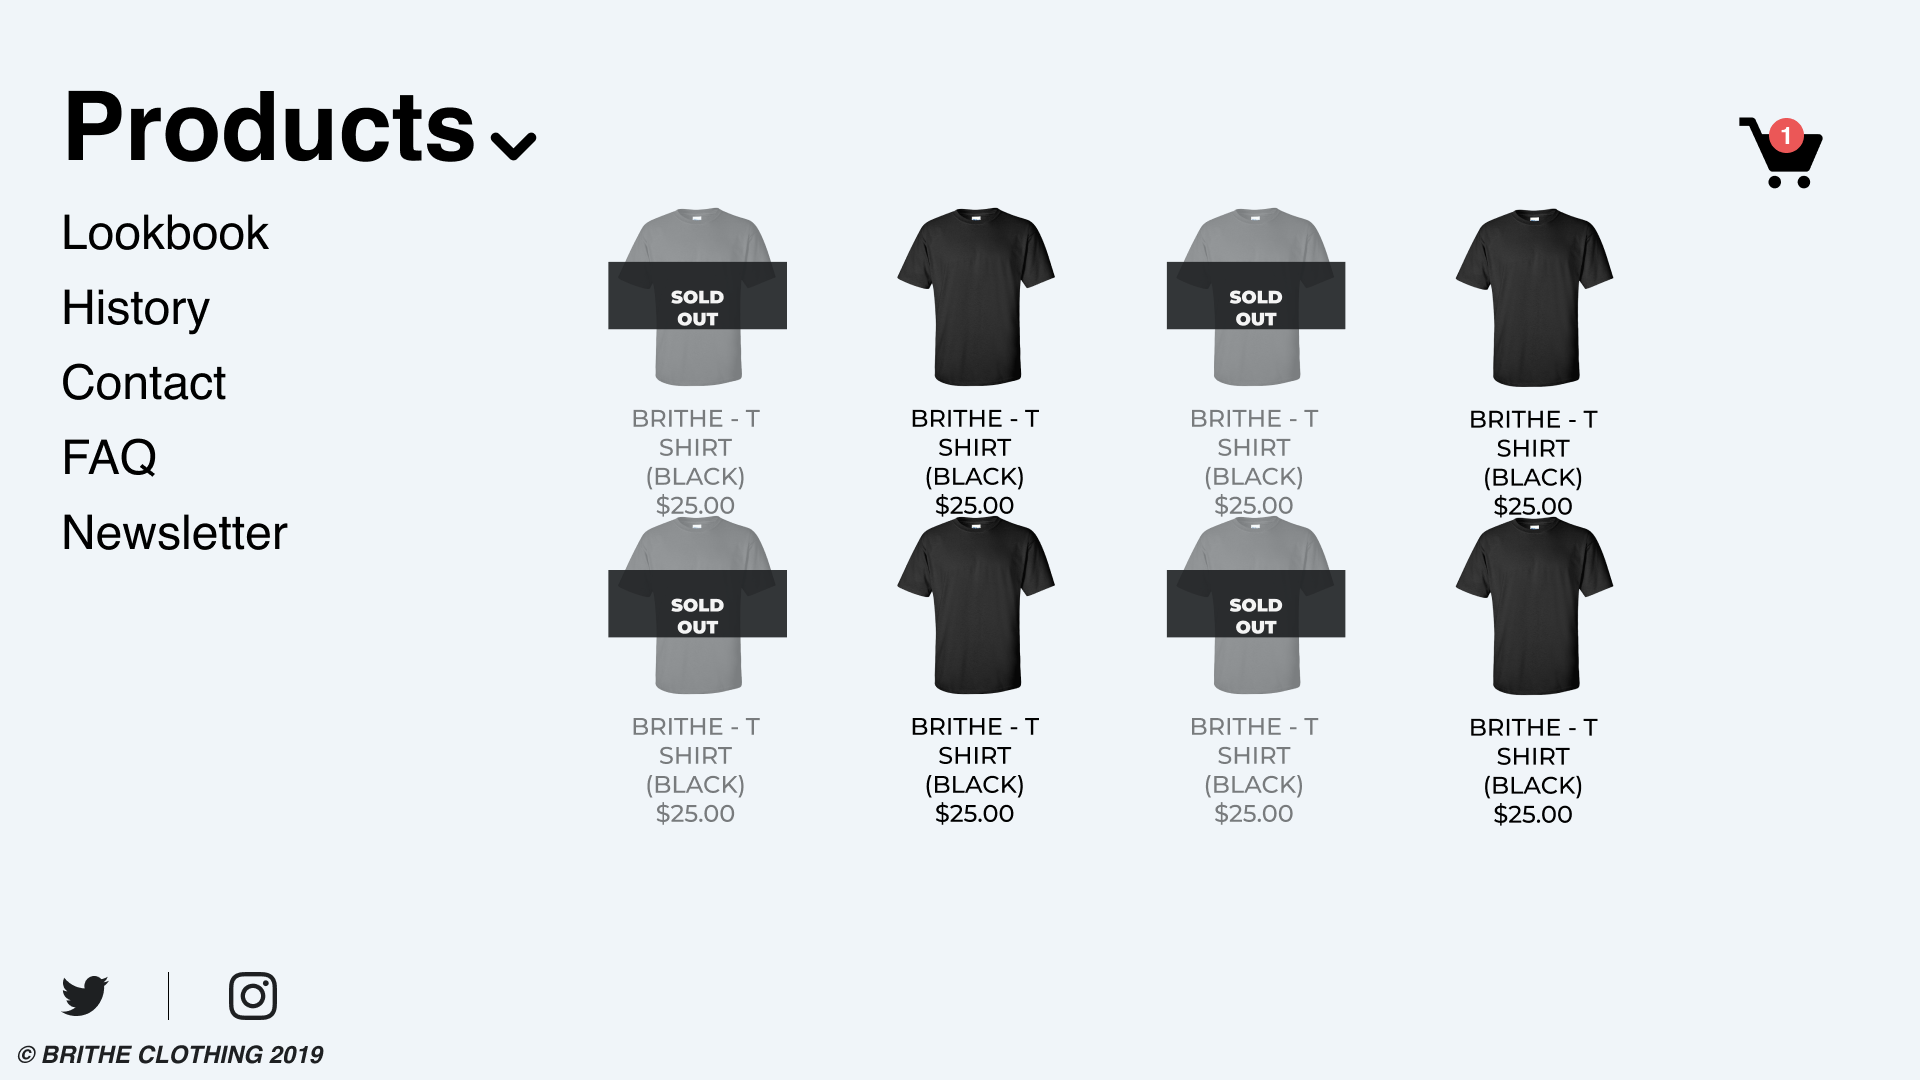 Products
1
Lookbook
History
Contact
FAQ
Newsletter
SOLD
OUT
BRITHE - T
SHIRT
(BLACK)
$25.00
BRITHE - T
SHIRT
(BLACK)
$25.00
SOLD
OUT
BRITHE - T
SHIRT
(BLACK)
$25.00
BRITHE - T
SHIRT
(BLACK)
$25.00
SOLD
OUT
BRITHE - T
SHIRT
(BLACK)
$25.00
BRITHE - T
SHIRT
(BLACK)
$25.00
SOLD
OUT
BRITHE - T
SHIRT
(BLACK)
$25.00
BRITHE - T
SHIRT
(BLACK)
$25.00
© BRITHE CLOTHING 2019